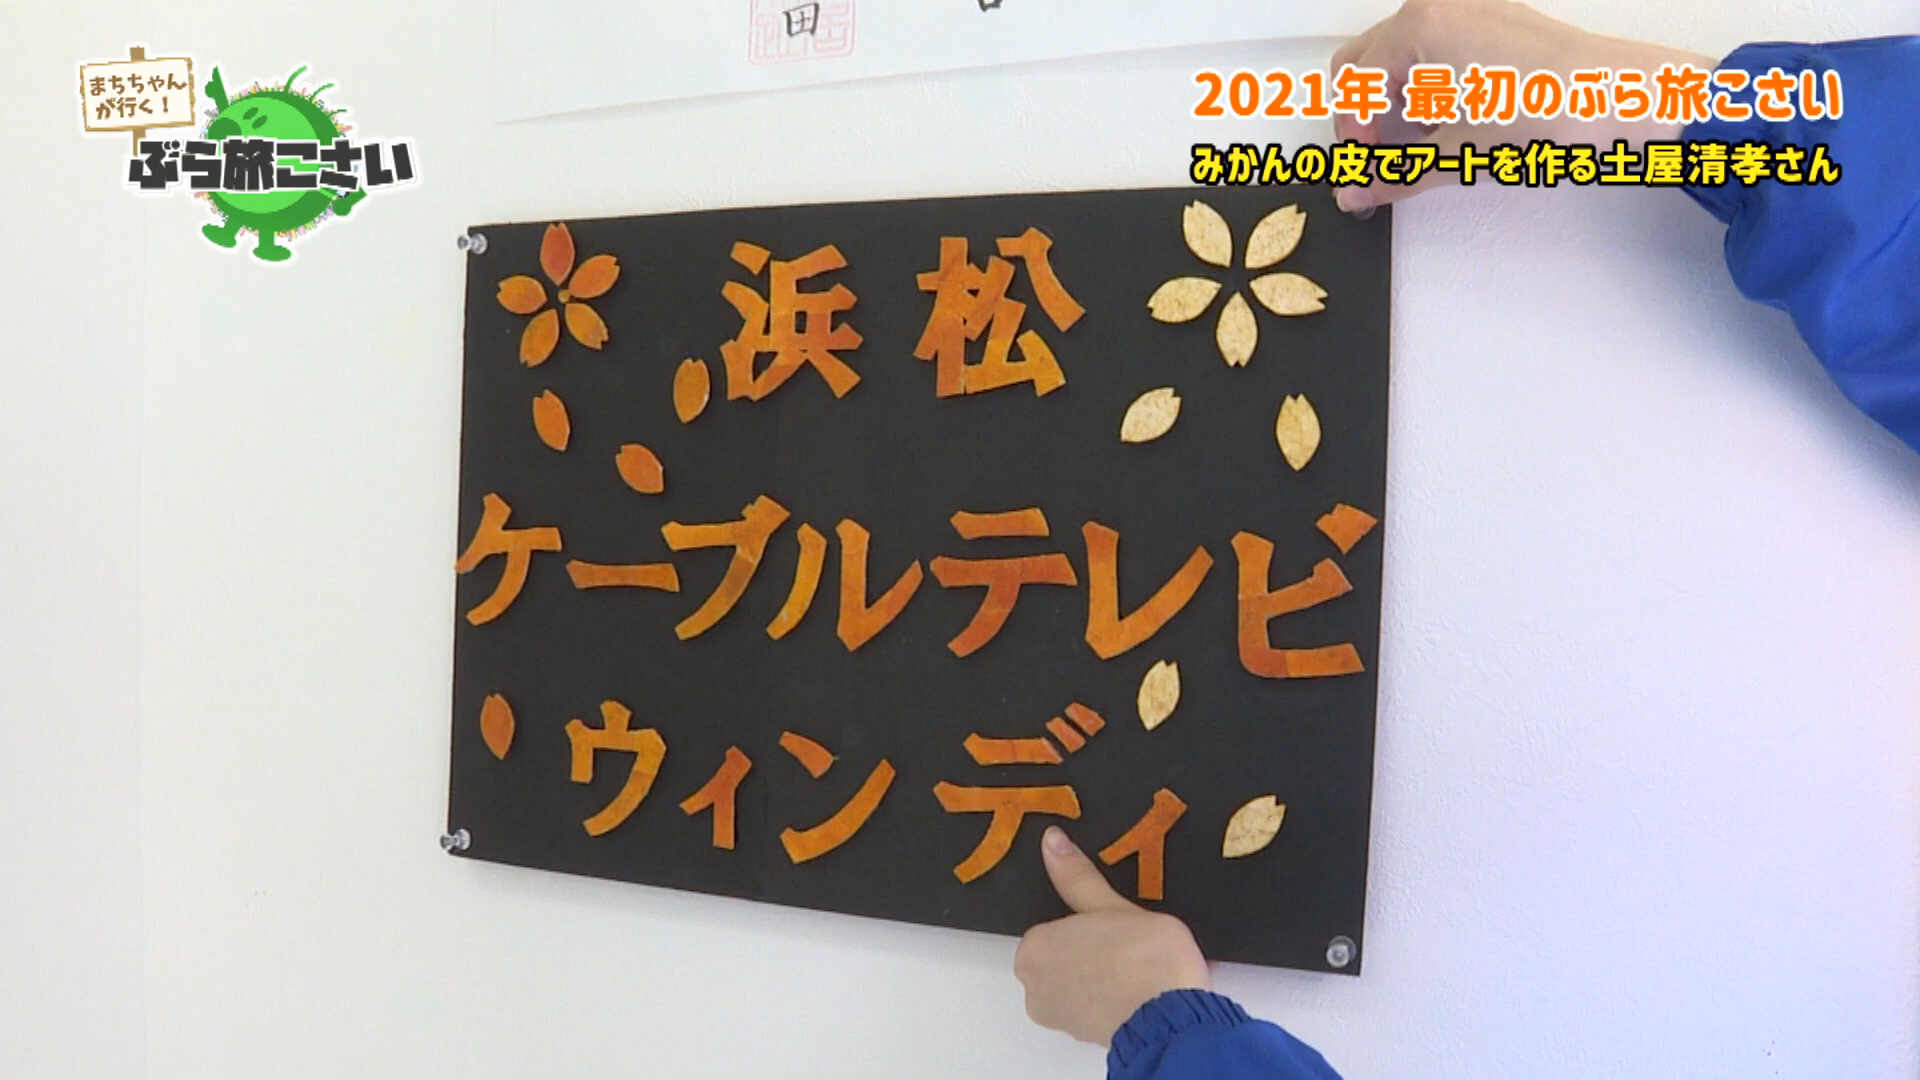 田
まちちゃん
が行く！
ぶら旅こさい
2021年 最初のぶら旅こさい
みかんの皮でアートを作る土屋清孝さん
浜松
ケーブルテレビ
ウィンディ